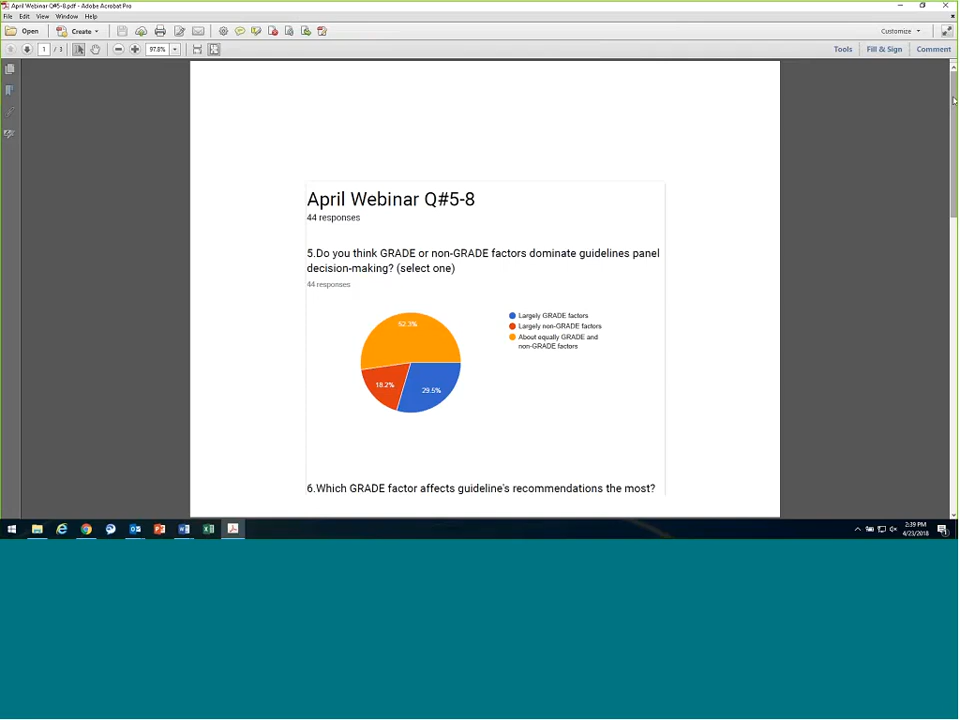 April Webinar Q#5-8.pdf - Adobe Acrobat Pro
File Edit View Window Help
Open Create Customize
1 / 3 97.8% Tools Fill & Sign Comment
April Webinar Q#5-8
44 responses
5.Do you think GRADE or non-GRADE factors dominate guidelines panel
decision-making? (select one)
44 responses
52.3%
18.2%
29.5%
Largely GRADE factors
Largely non-GRADE factors
About equally GRADE and
non-GRADE factors
6.Which GRADE factor affects guideline's recommendations the most?
2:39 PM
4/23/2018